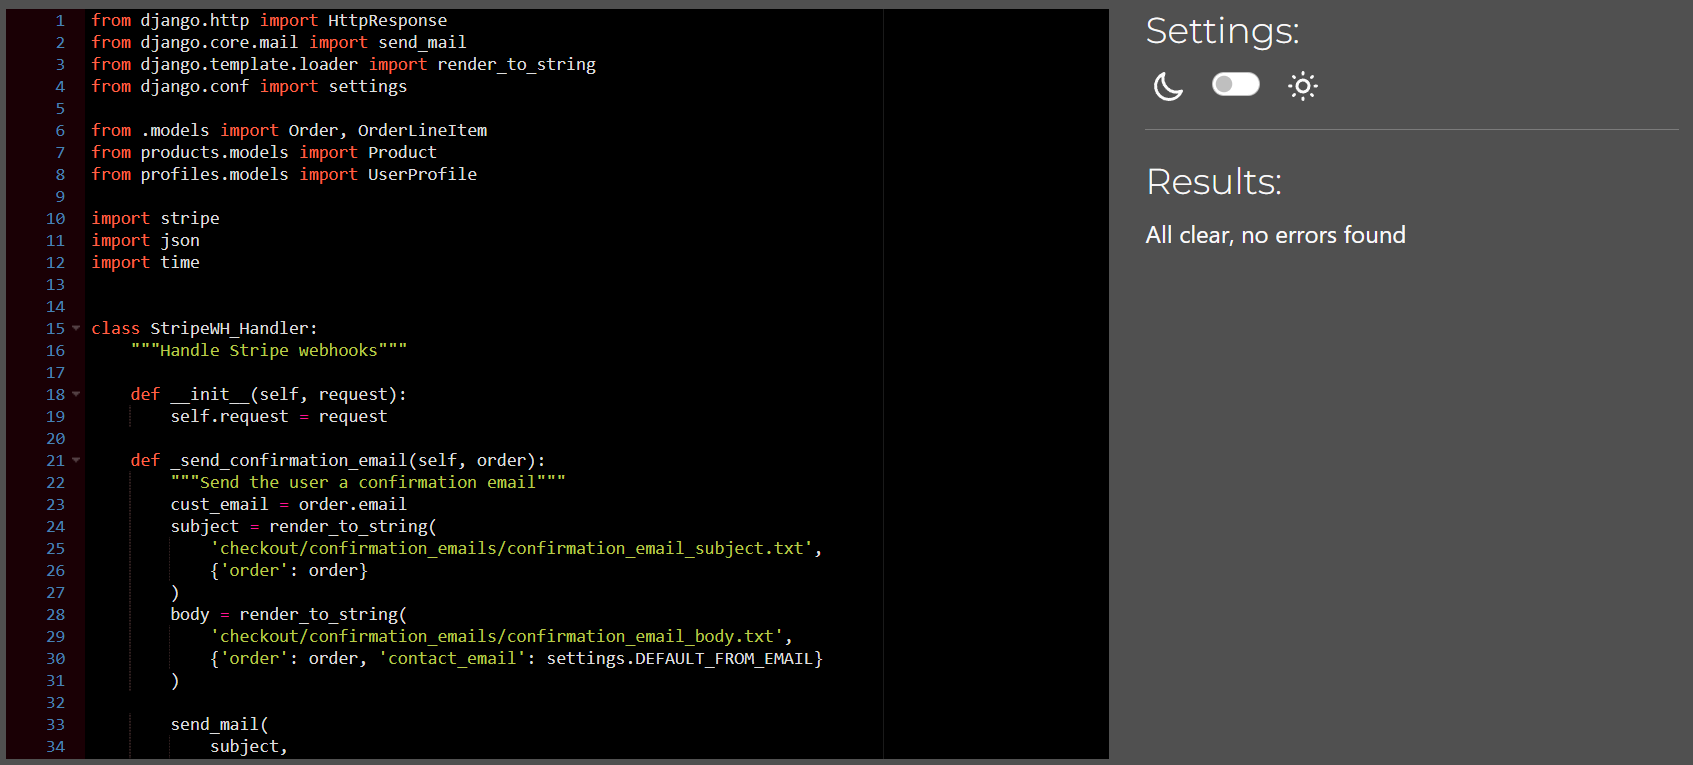 1 from django.http import HttpResponse
2 from django.core.mail import send_mail
3 from django.template.loader import render_to_string
4 from django.conf import settings
5
6 from .models import Order, OrderLineItem
7 from products.models import Product
8 from profiles.models import UserProfile
9
10 import stripe
11 import json
12 import time
13
14
15 class StripeWH_Handler:
16     """Handle Stripe webhooks"""
17
18     def __init__(self, request):
19         self.request = request
20
21     def _send_confirmation_email(self, order):
22         """Send the user a confirmation email"""
23         cust_email = order.email
24         subject = render_to_string(
25             'checkout/confirmation_emails/confirmation_email_subject.txt',
26             {'order': order}
27         )
28         body = render_to_string(
29             'checkout/confirmation_emails/confirmation_email_body.txt',
30             {'order': order, 'contact_email': settings.DEFAULT_FROM_EMAIL}
31         )
32
33         send_mail(
34             subject,
Settings:
Results:
All clear, no errors found